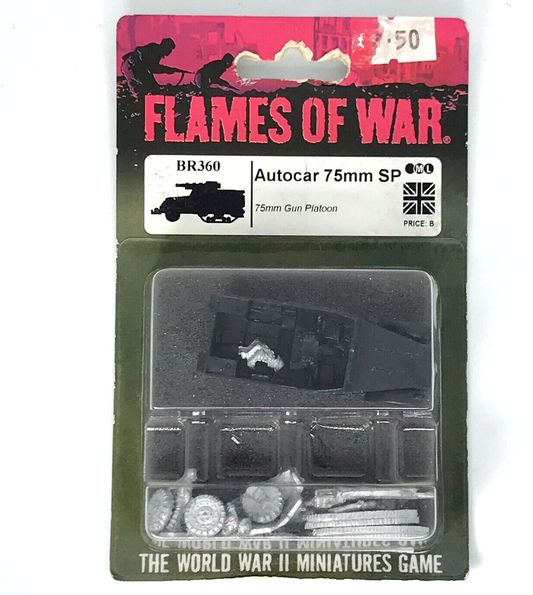 .50
FLAMES OF WAR®
BR360
Autocar 75mm SP
M L
75mm Gun Platoon
PRICE: B
THE WORLD WAR II MINIATURES GAME